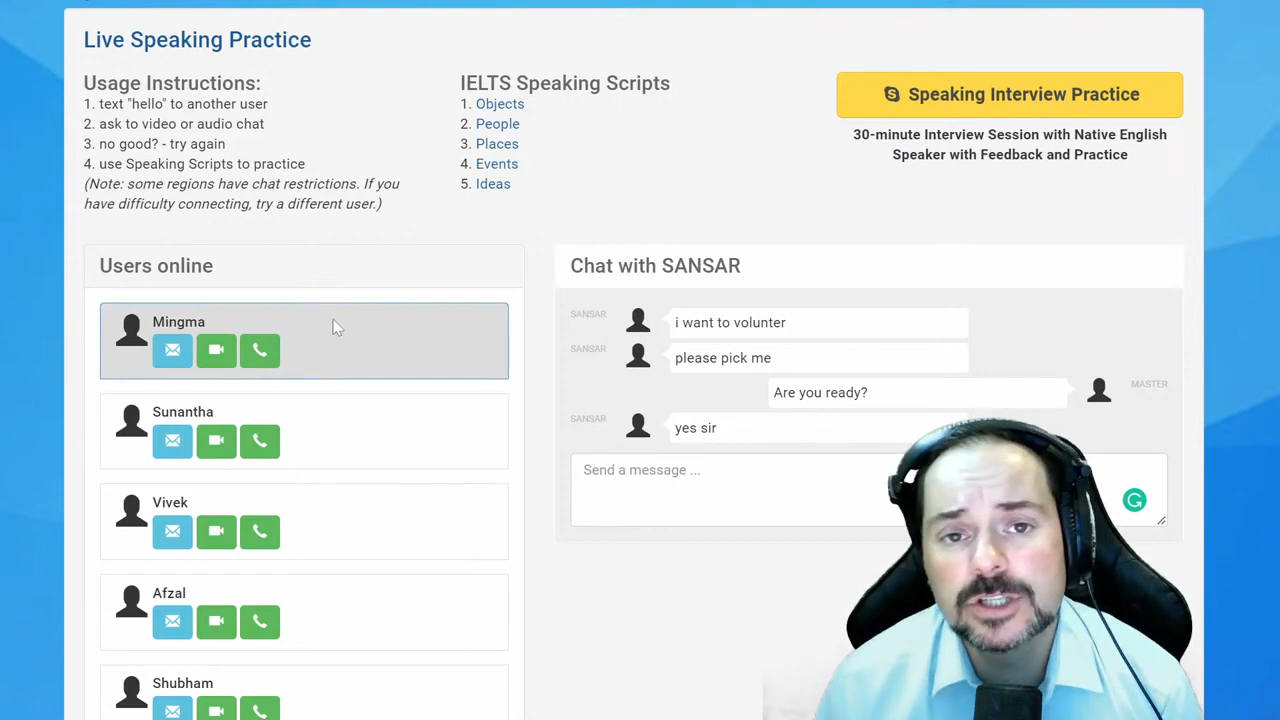 Live Speaking Practice
Usage Instructions:
1. text "hello" to another user
2. ask to video or audio chat
3. no good? - try again
4. use Speaking Scripts to practice
(Note: some regions have chat restrictions. If you
have difficulty connecting, try a different user.)
IELTS Speaking Scripts
1. Objects
2. People
3. Places
4. Events
5. Ideas
Speaking Interview Practice
30-minute Interview Session with Native English
Speaker with Feedback and Practice
Users online
Mingma
Sunantha
Vivek
Afzal
Shubham
Chat with SANSAR
SANSAR
i want to volunter
SANSAR
please pick me
Are you ready?
MASTER
SANSAR
yes sir
Send a message ...